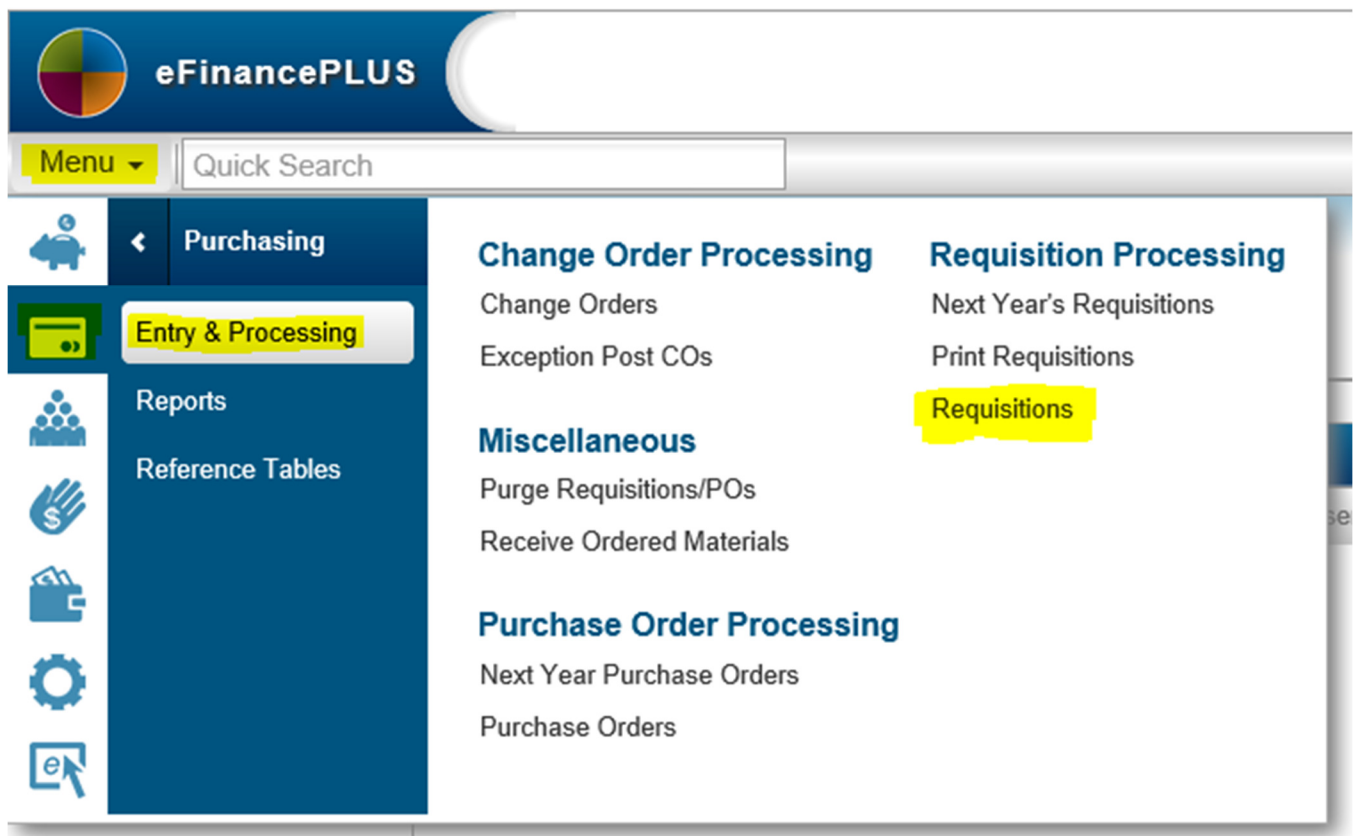 eFinancePLUS
Menu
Quick Search
Purchasing
Entry & Processing
Reports
Reference Tables
Change Order Processing
Change Orders
Exception Post COs
Miscellaneous
Purge Requisitions/POs
Receive Ordered Materials
Purchase Order Processing
Next Year Purchase Orders
Purchase Orders
Requisition Processing
Next Year's Requisitions
Print Requisitions
Requisitions
$
e